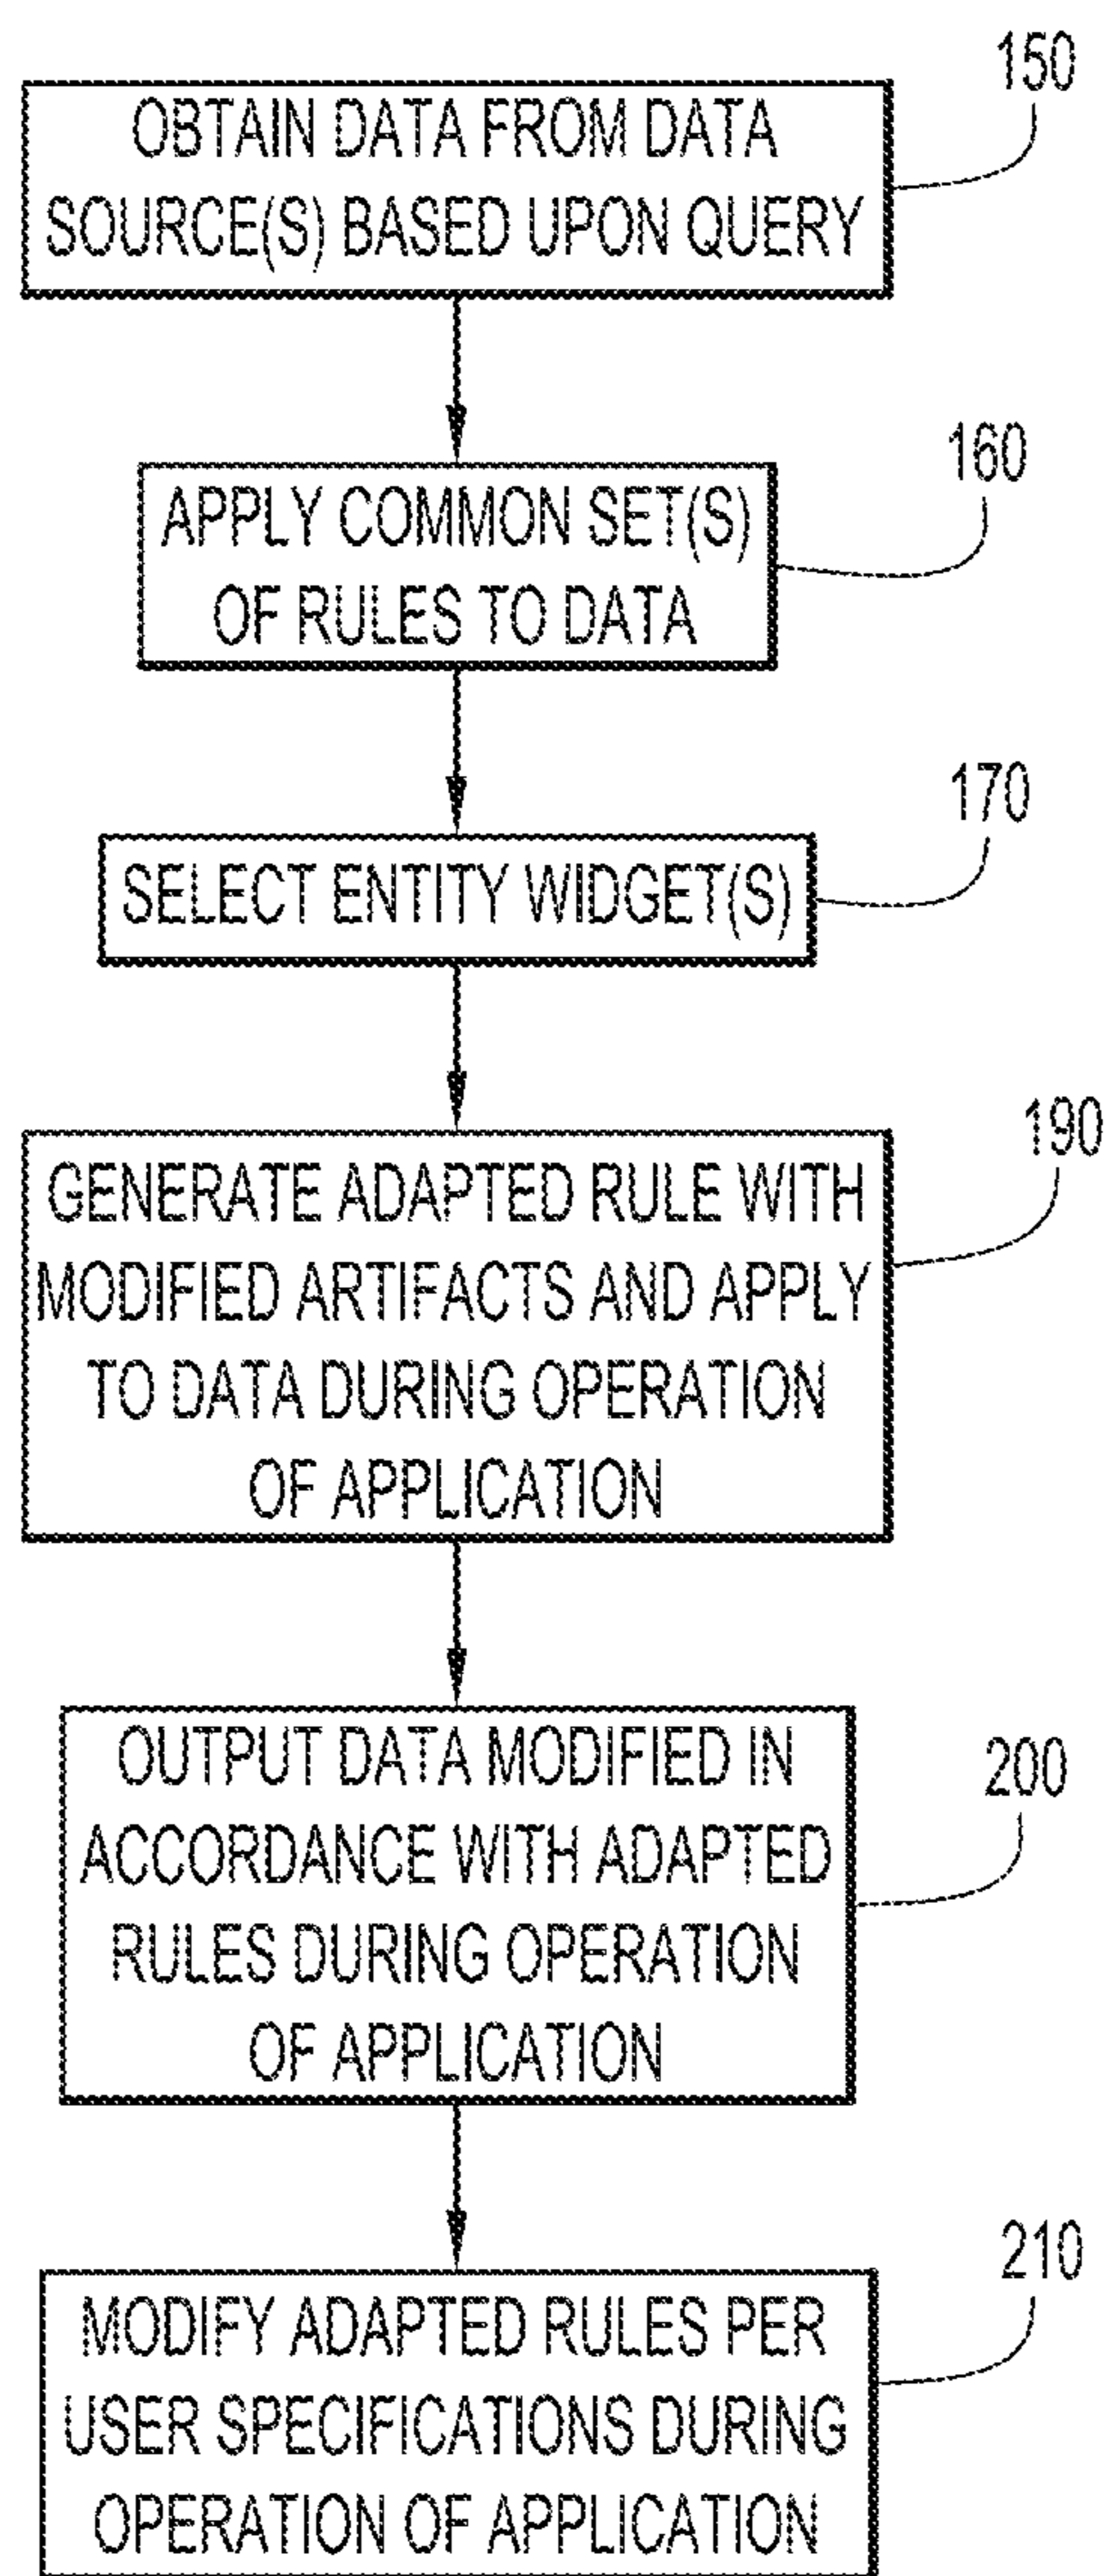 150
OBTAIN DATA FROM DATA
SOURCE(S) BASED UPON QUERY
160
APPLY COMMON SET(S)
OF RULES TO DATA
170
SELECT ENTITY WIDGET(S)
190
GENERATE ADAPTED RULE WITH
MODIFIED ARTIFACTS AND APPLY
TO DATA DURING OPERATION
OF APPLICATION
200
OUTPUT DATA MODIFIED IN
ACCORDANCE WITH ADAPTED
RULES DURING OPERATION
OF APPLICATION
210
MODIFY ADAPTED RULES PER
USER SPECIFICATIONS DURING
OPERATION OF APPLICATION